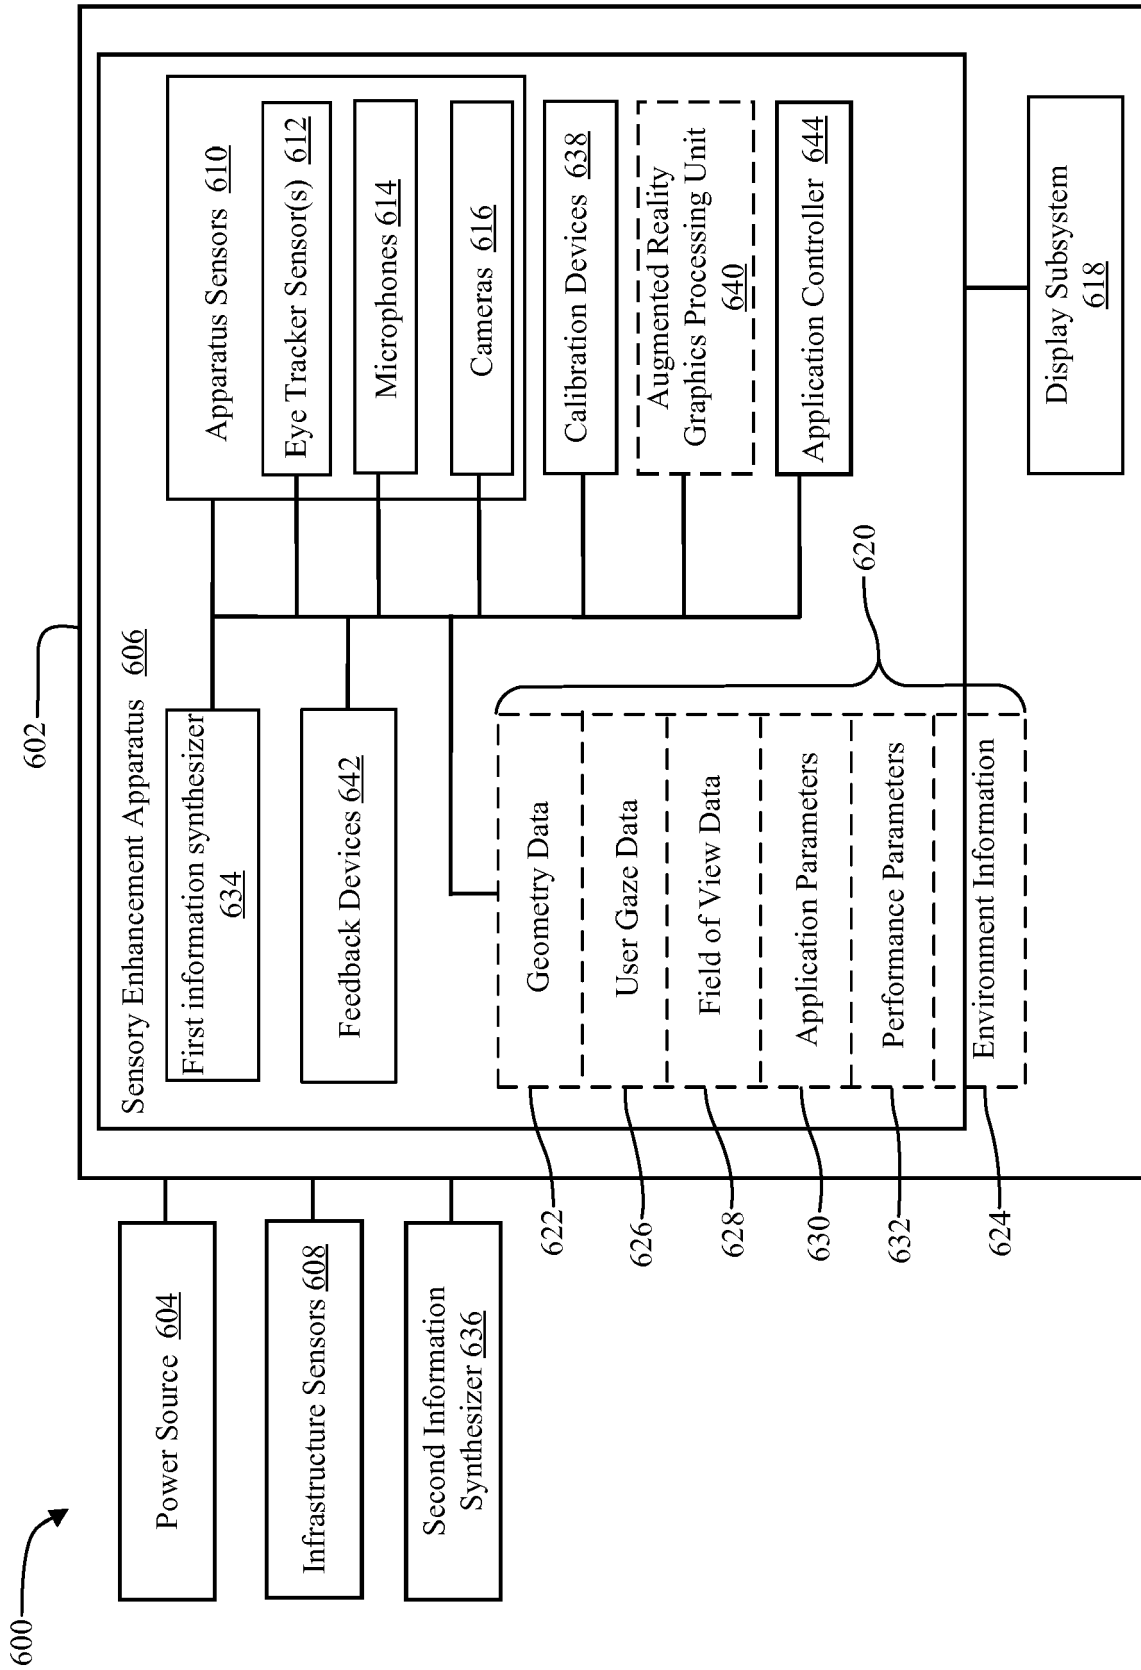 600
602
Power Source 604
Infrastructure Sensors 608
Second Information
Synthesizer 636
Sensory Enhancement Apparatus 606
First information synthesizer
634
Feedback Devices 642
Apparatus Sensors 610
Eye Tracker Sensor(s) 612
Microphones 614
Cameras 616
Calibration Devices 638
Augmented Reality
Graphics Processing Unit
640
Application Controller 644
620
Geometry Data
User Gaze Data
Field of View Data
Application Parameters
Performance Parameters
Environment Information
622
626
628
630
632
624
Display Subsystem
618